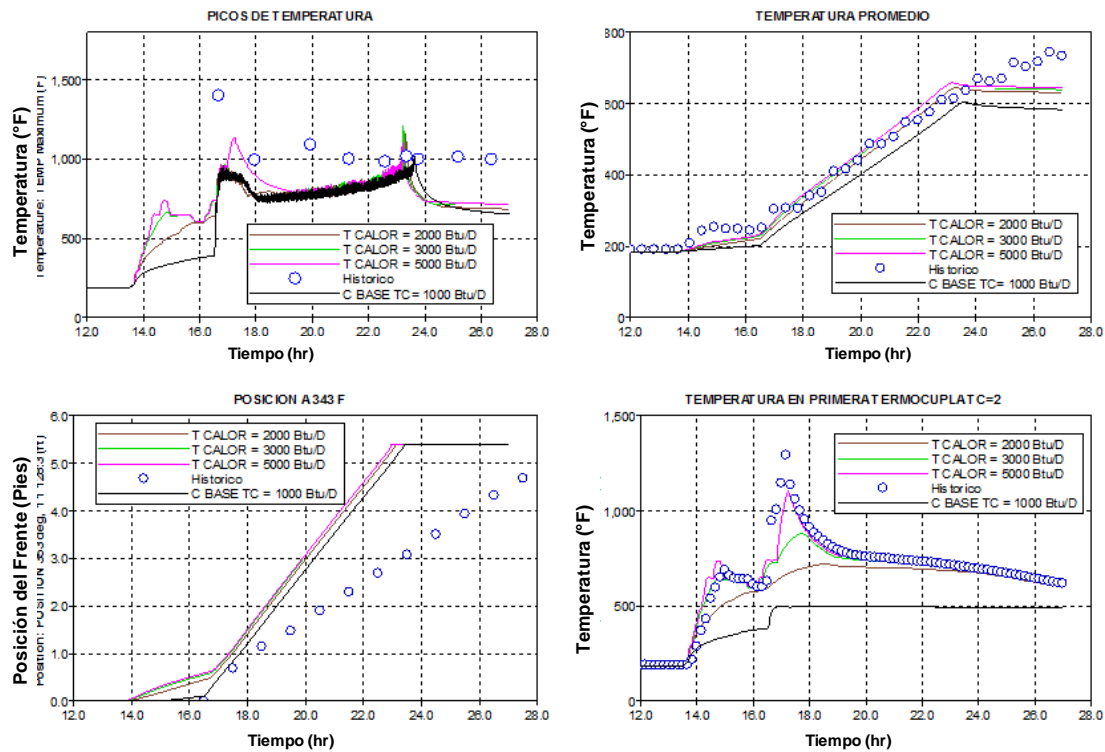 PICOS DE TEMPERATURA
Temperatura (°F)
Temperature: TEMP Maximum (F)
1,500
1,000
500
0
T CALOR = 2000 Btu/D
T CALOR = 3000 Btu/D
T CALOR = 5000 Btu/D
Historico
C BASE TC= 1000 Btu/D
12.0 14.0 16.0 18.0 20.0 22.0 24.0 26.0 28.0
Tiempo (hr)
TEMPERATURA PROMEDIO
Temperatura (°F)
800
600
400
200
0
T CALOR = 2000 Btu/D
T CALOR = 3000 Btu/D
T CALOR = 5000 Btu/D
Historico
C BASE TC= 1000 Btu/D
12.0 14.0 16.0 18.0 20.0 22.0 24.0 26.0 28.0
Tiempo (hr)
POSICION A 343 F
Posición del Frente (Pies)
6.0
5.0
4.0
3.0
2.0
1.0
0.0
T CALOR = 2000 Btu/D
T CALOR = 3000 Btu/D
T CALOR = 5000 Btu/D
Historico
C BASE TC = 1000 Btu/D
12.0 14.0 16.0 18.0 20.0 22.0 24.0 26.0 28.0
Tiempo (hr)
TEMPERATURA EN PRIMERA TERMOCUPLA TC=2
Temperatura (°F)
1,500
1,000
500
0
T CALOR = 2000 Btu/D
T CALOR = 3000 Btu/D
T CALOR = 5000 Btu/D
Historico
C BASE TC = 1000 Btu/D
12.0 14.0 16.0 18.0 20.0 22.0 24.0 26.0 28.0
Tiempo (hr)